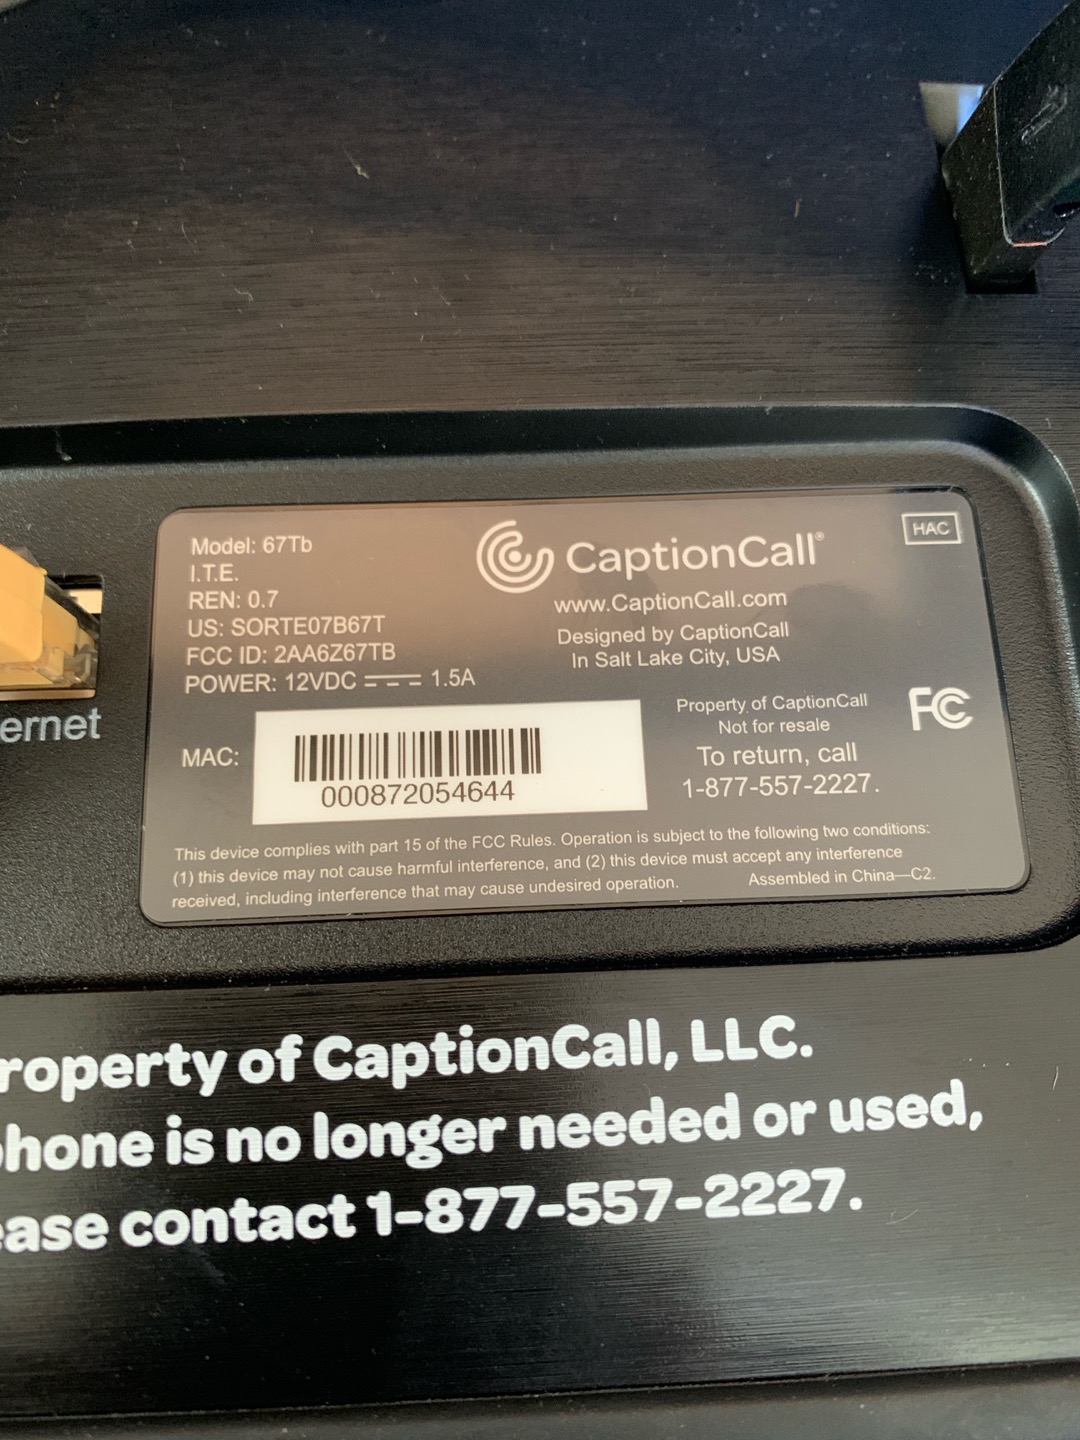 Model: 67Tb
I.T.E.
REN: 0.7
US: SORTE07B67T
FCC ID: 2AA6Z67TB
POWER: 12VDC ⎓ 1.5A
CaptionCall®
HAC
www.CaptionCall.com
Designed by CaptionCall
In Salt Lake City, USA
MAC:
000872054644
Property of CaptionCall
Not for resale
To return, call
1-877-557-2227.
FC
This device complies with part 15 of the FCC Rules. Operation is subject to the following two conditions:
(1) this device may not cause harmful interference, and (2) this device must accept any interference
received, including interference that may cause undesired operation. Assembled in China—C2.
ernet
roperty of CaptionCall, LLC.
hone is no longer needed or used,
ease contact 1-877-557-2227.